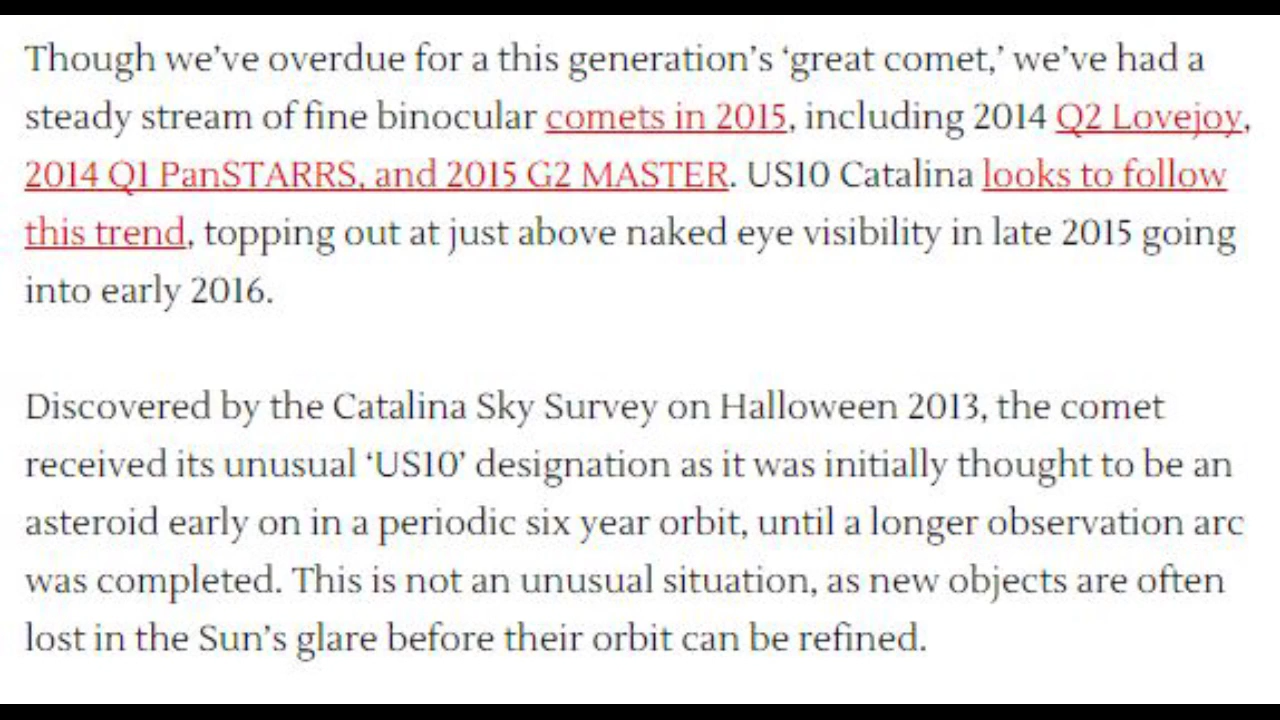 Though we’ve overdue for a this generation’s ‘great comet,’ we’ve had a
steady stream of fine binocular comets in 2015, including 2014 Q2 Lovejoy,
2014 Q1 PanSTARRS, and 2015 G2 MASTER. US10 Catalina looks to follow
this trend, topping out at just above naked eye visibility in late 2015 going
into early 2016.
Discovered by the Catalina Sky Survey on Halloween 2013, the comet
received its unusual ‘US10’ designation as it was initially thought to be an
asteroid early on in a periodic six year orbit, until a longer observation arc
was completed. This is not an unusual situation, as new objects are often
lost in the Sun’s glare before their orbit can be refined.